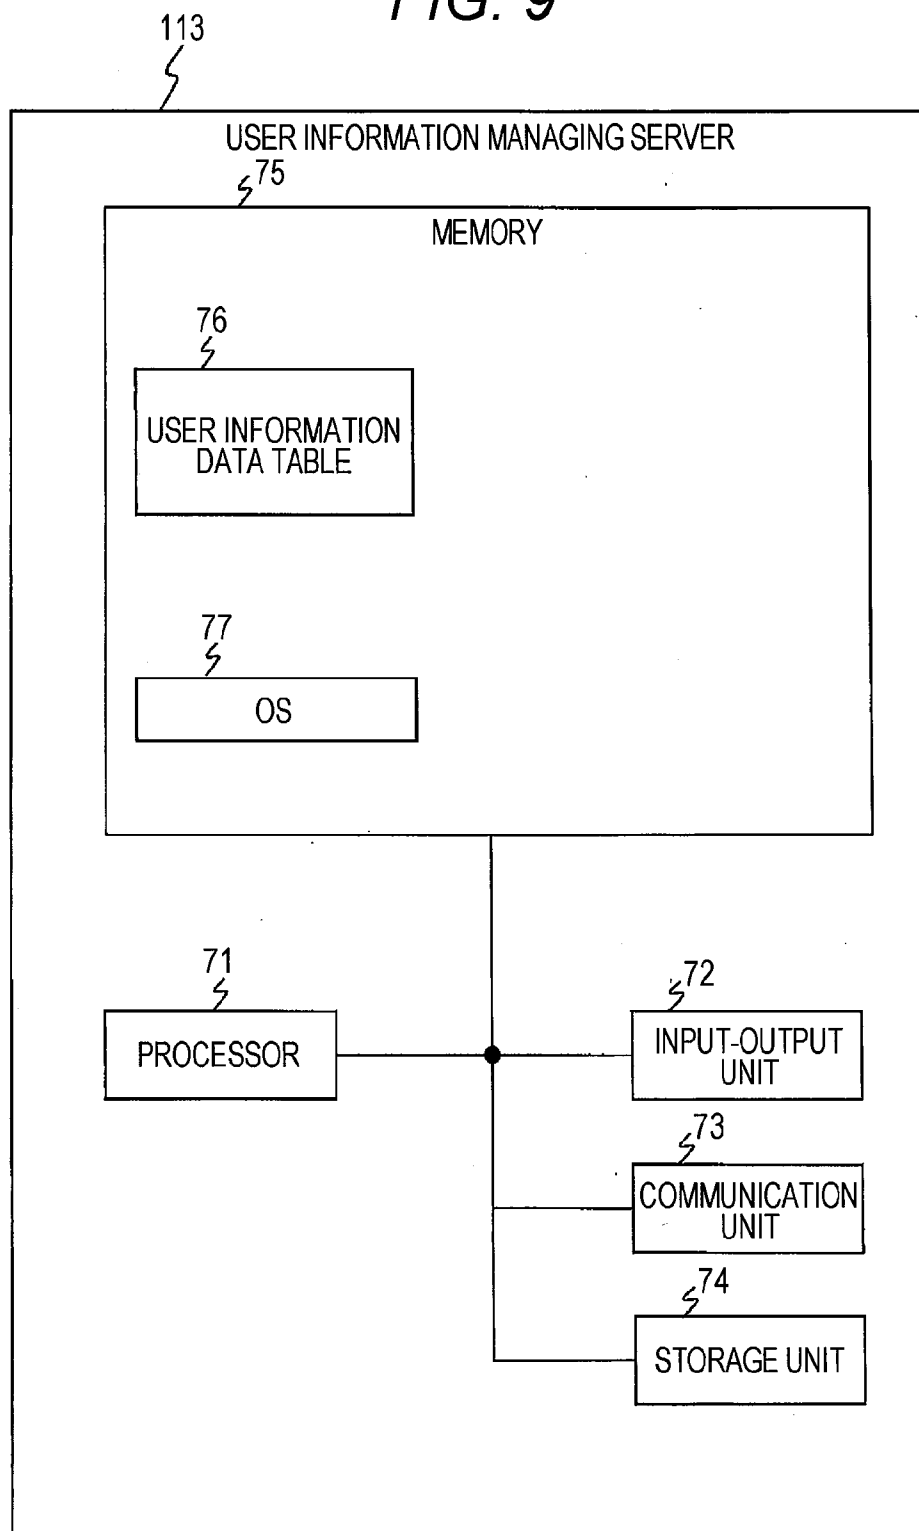 FIG. 9
113
USER INFORMATION MANAGING SERVER
75
MEMORY
76
USER INFORMATION
DATA TABLE
77
OS
71
PROCESSOR
72
INPUT-OUTPUT
UNIT
73
COMMUNICATION
UNIT
74
STORAGE UNIT